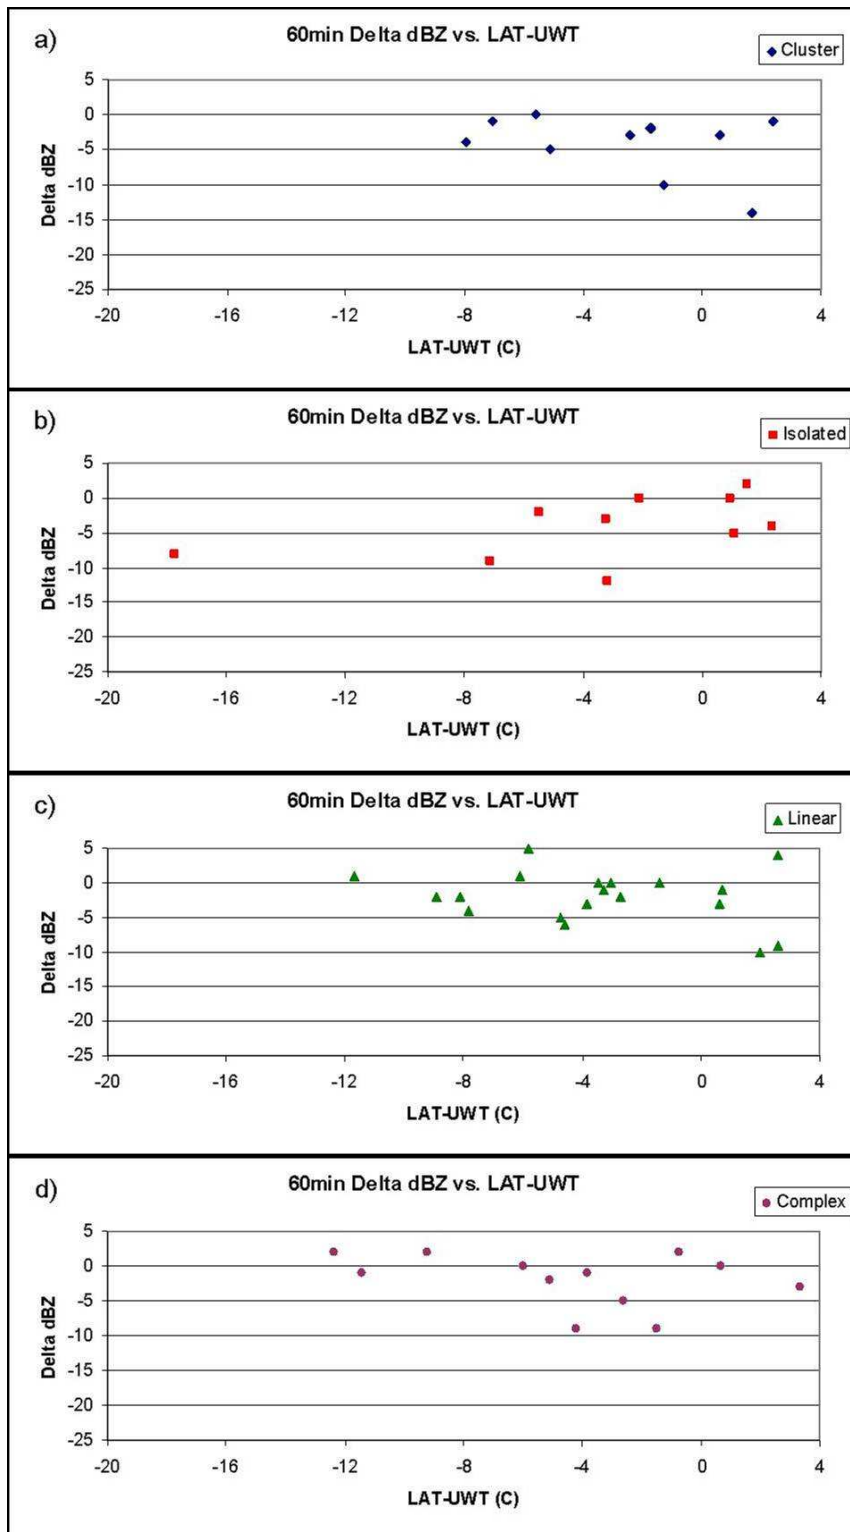 a)
60min Delta dBZ vs. LAT-UWT
Cluster
5
0
-5
-10
-15
-20
-25
Delta dBZ
-20 -16 -12 -8 -4 0 4
LAT-UWT (C)
b)
60min Delta dBZ vs. LAT-UWT
Isolated
5
0
-5
-10
-15
-20
-25
Delta dBZ
-20 -16 -12 -8 -4 0 4
LAT-UWT (C)
c)
60min Delta dBZ vs. LAT-UWT
Linear
5
0
-5
-10
-15
-20
-25
Delta dBZ
-20 -16 -12 -8 -4 0 4
LAT-UWT (C)
d)
60min Delta dBZ vs. LAT-UWT
Complex
5
0
-5
-10
-15
-20
-25
Delta dBZ
-20 -16 -12 -8 -4 0 4
LAT-UWT (C)